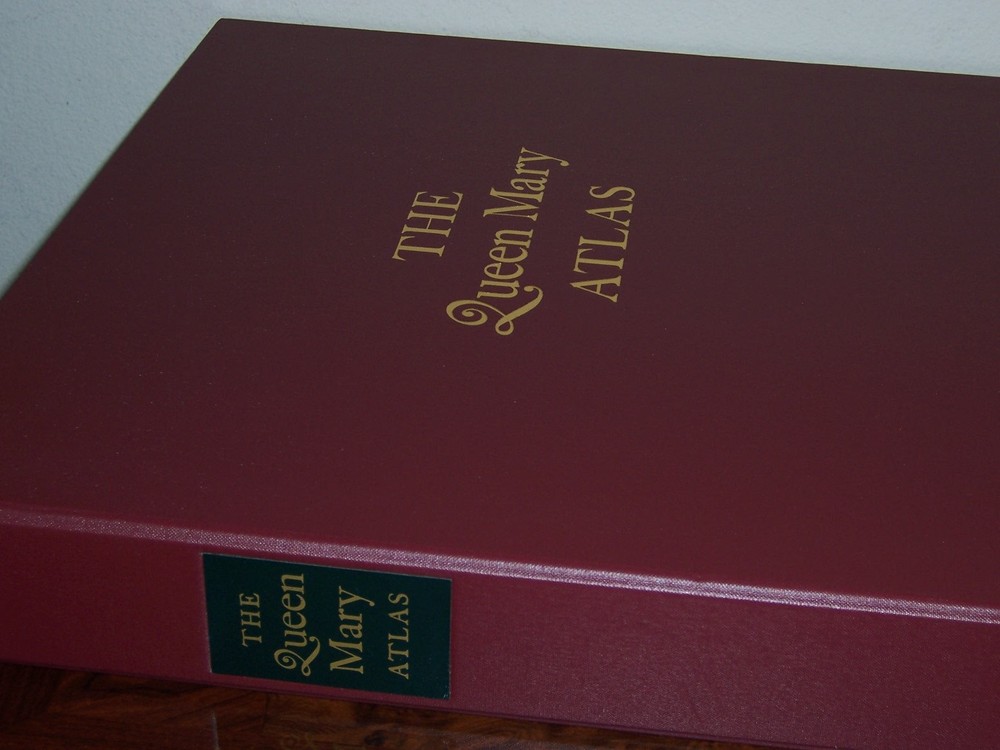 THE
Queen Mary
ATLAS
THE
Queen
Mary
ATLAS